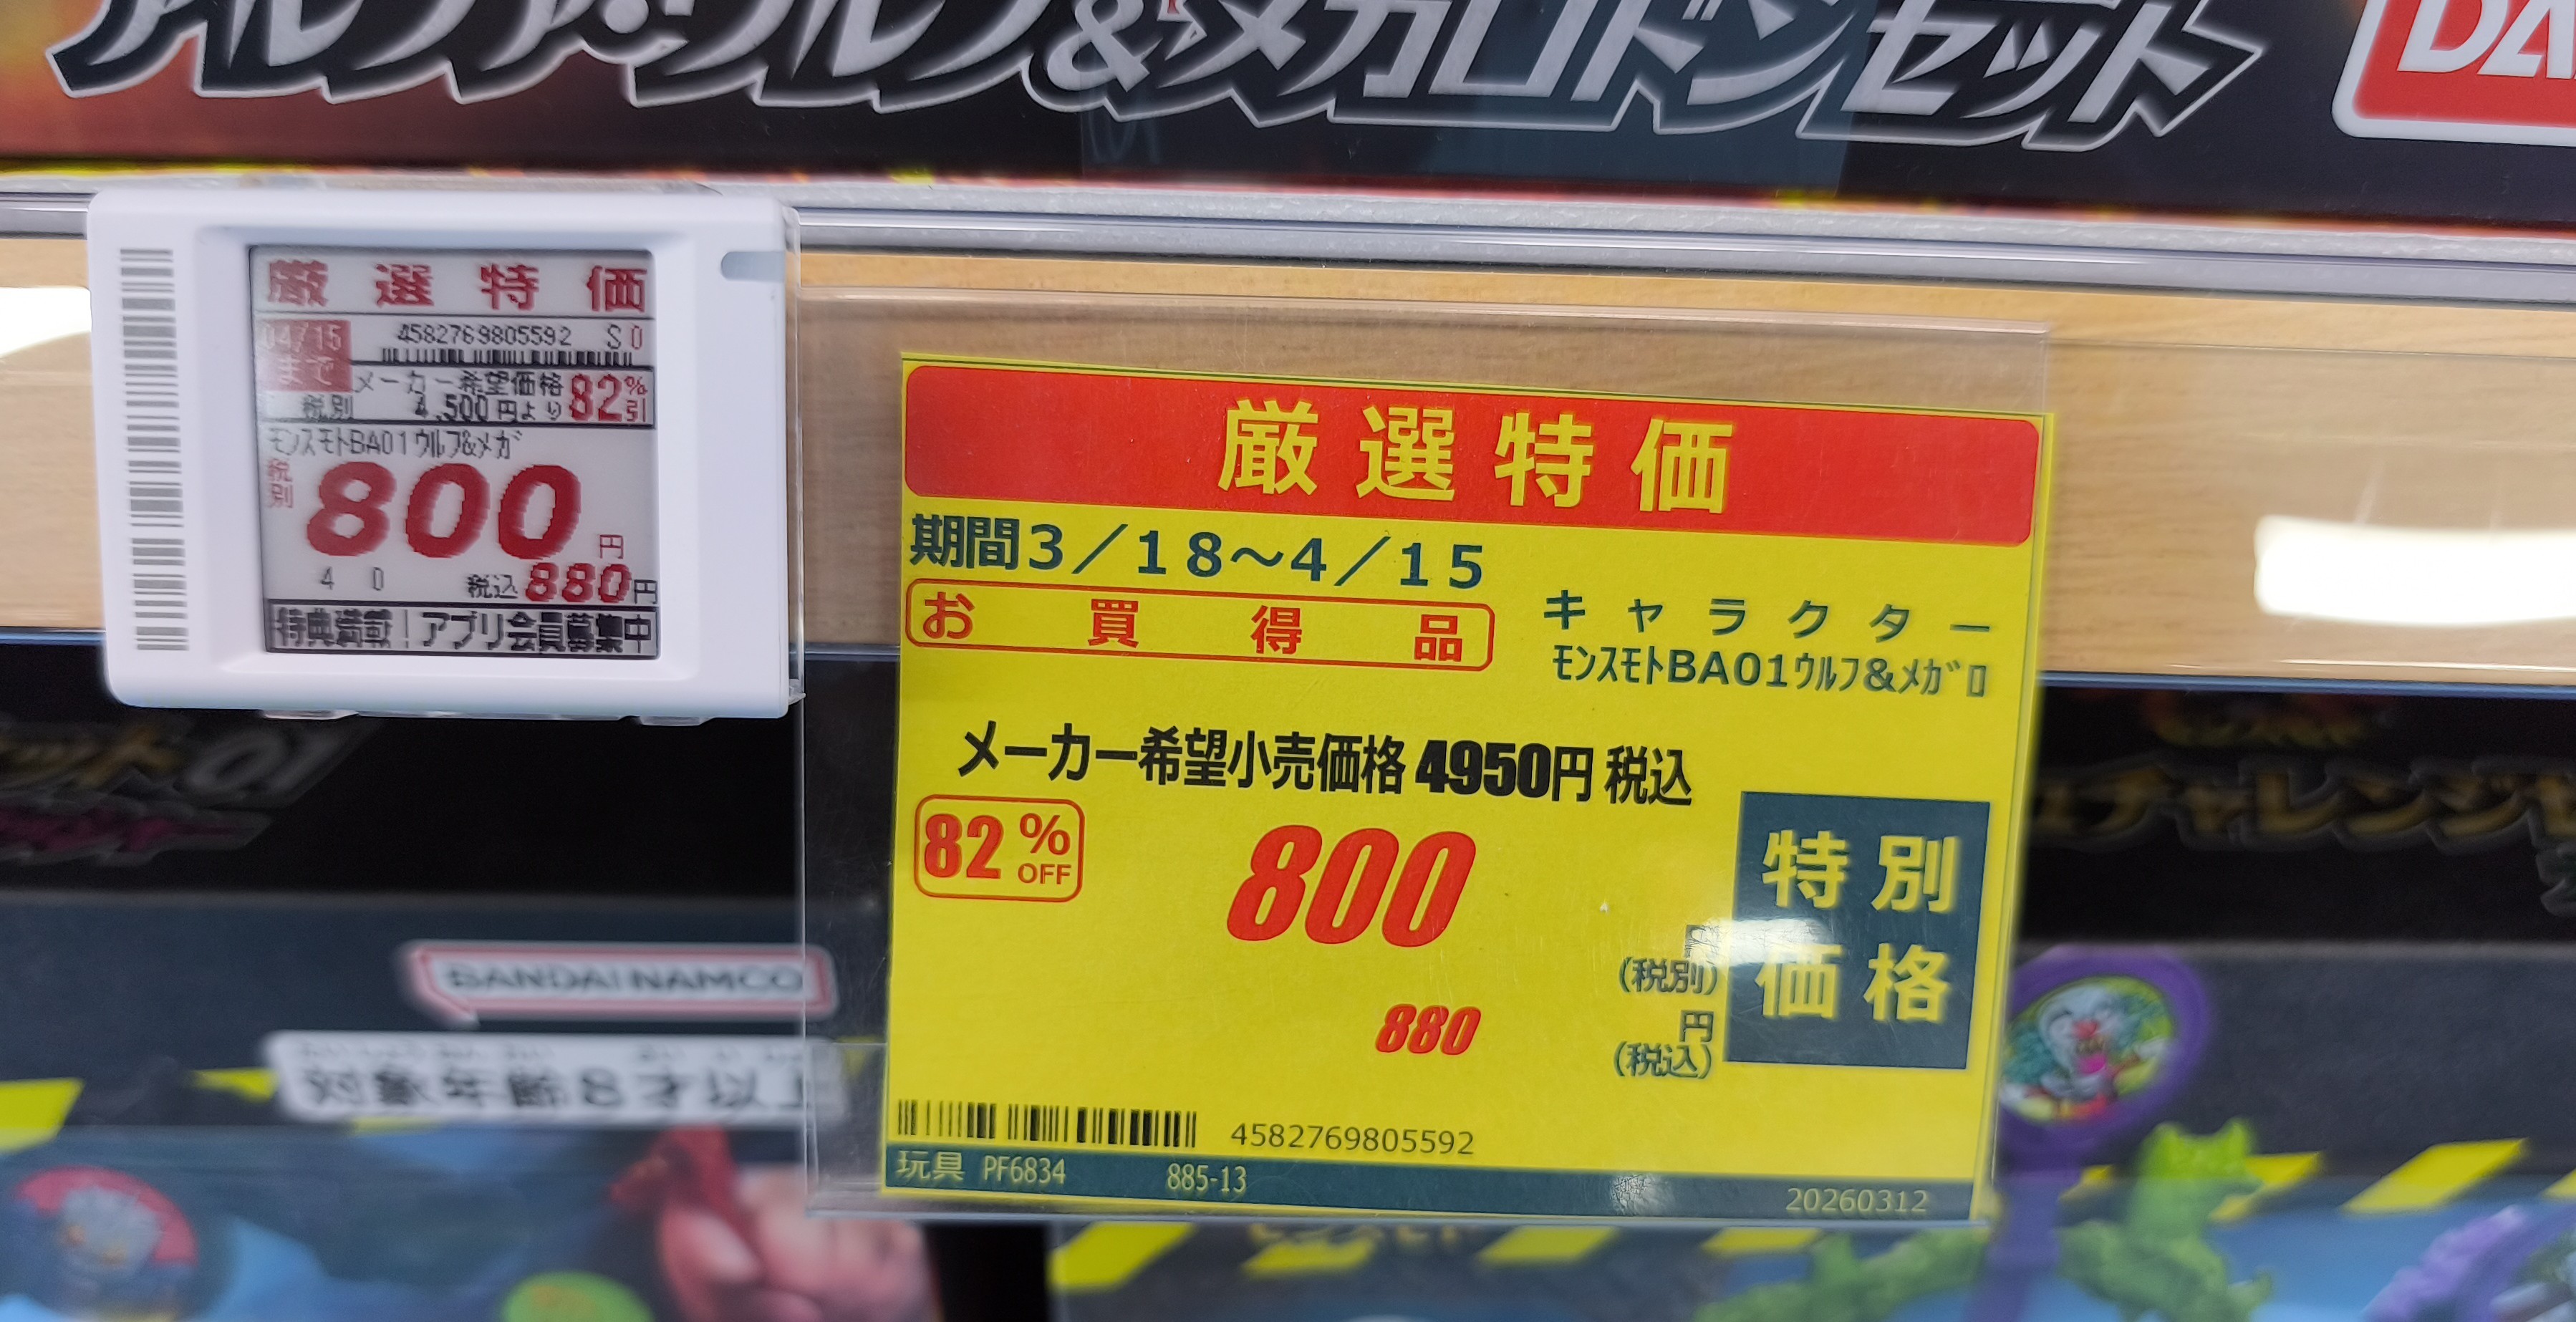 アルファ・ウルフ&メガロドンセット
厳選特価
04/15
まで
4582769805592 S0
メーカー希望価格
税別 4,500円より
82%引
モンスモトBA01ウルフ&メガ
税別
800円
40 税込880円
特典満載|アプリ会員募集中
厳選特価
期間3/18~4/15
お買得品
キャラクター
モンスモトBA01ウルフ&メガロ
メーカー希望小売価格4950円 税込
82%OFF
800
円
(税別)
880
円
(税込)
特別
価格
4582769805592
玩具 PF6834 885-13 20260312
BANDAI NAMCO
対象年齢8才以上